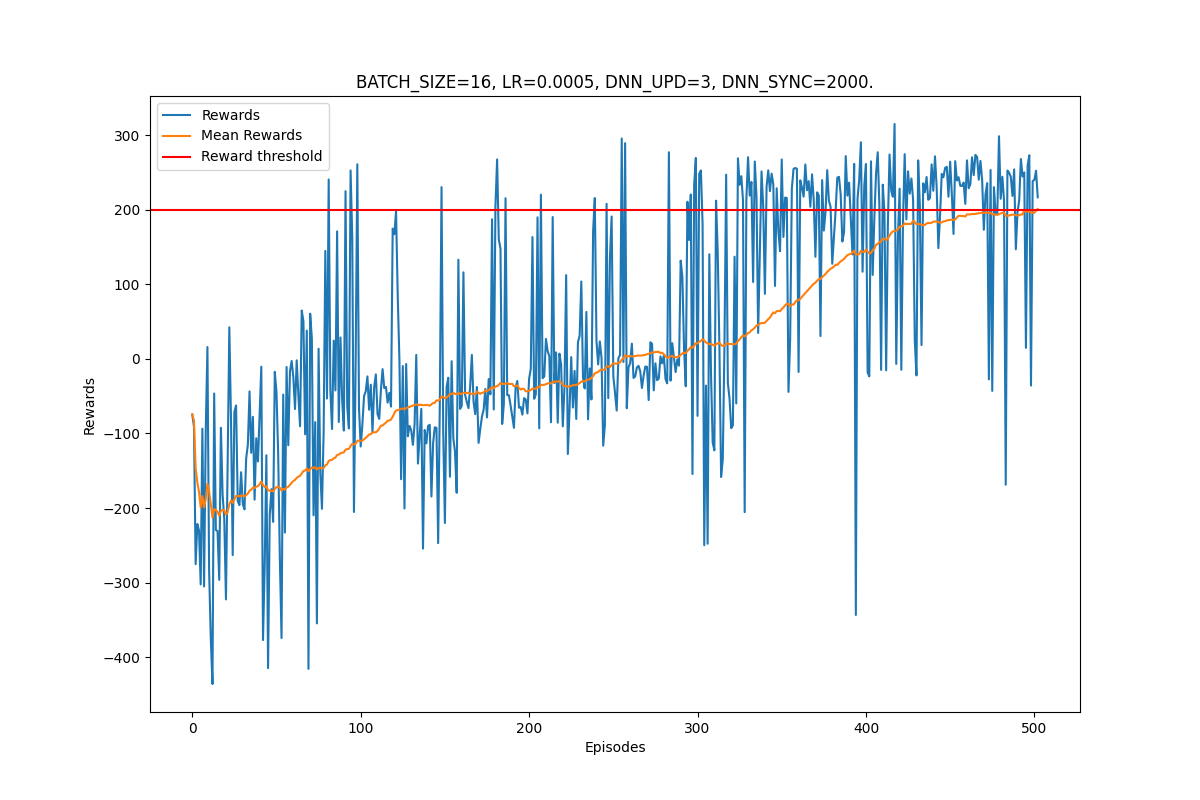 BATCH_SIZE=16, LR=0.0005, DNN_UPD=3, DNN_SYNC=2000.
Rewards
Mean Rewards
Reward threshold
300
200
100
0
−100
−200
−300
−400
Rewards
0 100 200 300 400 500
Episodes